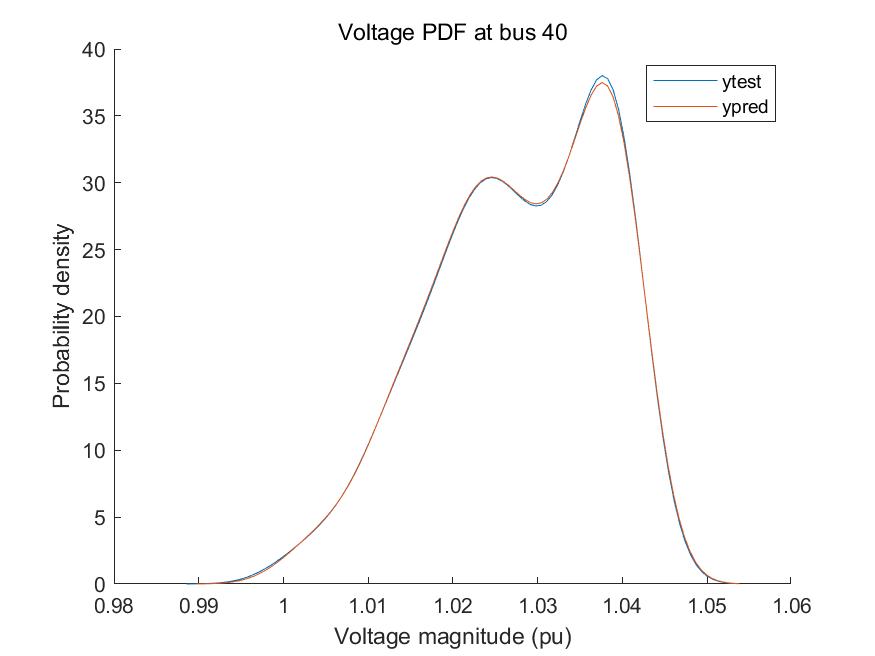 Voltage PDF at bus 40
ytest
ypred
40
35
30
25
20
15
10
5
0
Probability density
0.98 0.99 1 1.01 1.02 1.03 1.04 1.05 1.06
Voltage magnitude (pu)